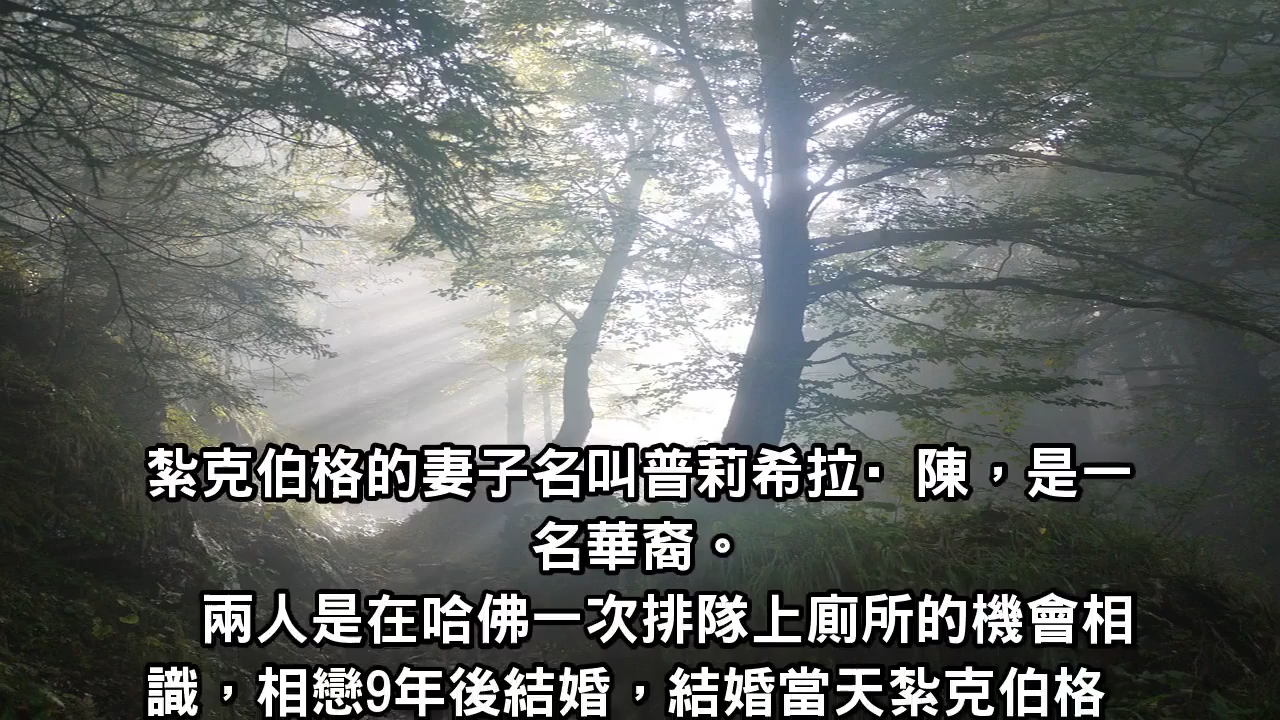 紮克伯格的妻子名叫普莉希拉·陳，是一
名華裔。
兩人是在哈佛一次排隊上廁所的機會相
識，相戀9年後結婚，結婚當天紮克伯格